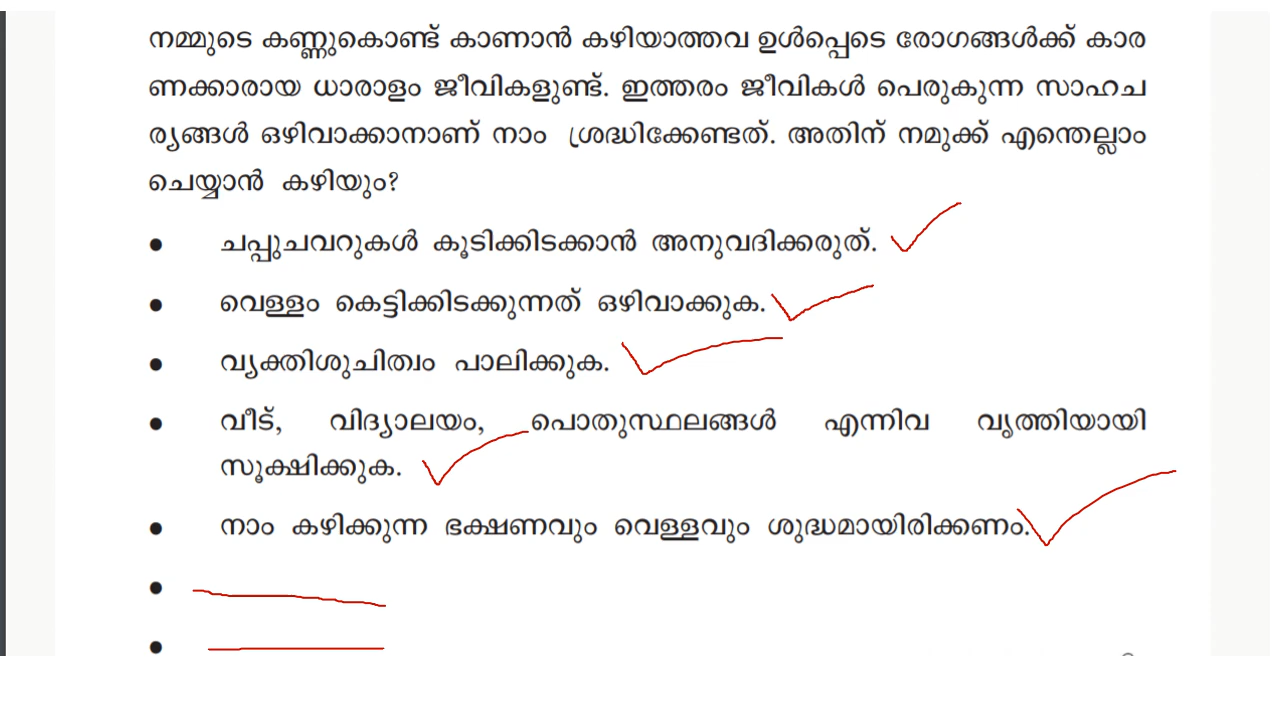 നമ്മുടെ കണ്ണുകൊണ്ട് കാണാൻ കഴിയാത്തവ ഉൾപ്പെടെ രോഗങ്ങൾക്ക് കാര
ണക്കാരായ ധാരാളം ജീവികളുണ്ട്. ഇത്തരം ജീവികൾ പെരുകുന്ന സാഹച
ര്യങ്ങൾ ഒഴിവാക്കാനാണ് നാം ശ്രദ്ധിക്കേണ്ടത്. അതിന് നമുക്ക് എന്തെല്ലാം
ചെയ്യാൻ കഴിയും?
● ചപ്പുചവറുകൾ കൂടിക്കിടക്കാൻ അനുവദിക്കരുത്.
● വെള്ളം കെട്ടിക്കിടക്കുന്നത് ഒഴിവാക്കുക.
● വ്യക്തിശുചിത്വം പാലിക്കുക.
● വീട്, വിദ്യാലയം, പൊതുസ്ഥലങ്ങൾ എന്നിവ വൃത്തിയായി
സൂക്ഷിക്കുക.
● നാം കഴിക്കുന്ന ഭക്ഷണവും വെള്ളവും ശുദ്ധമായിരിക്കണം.
●
●